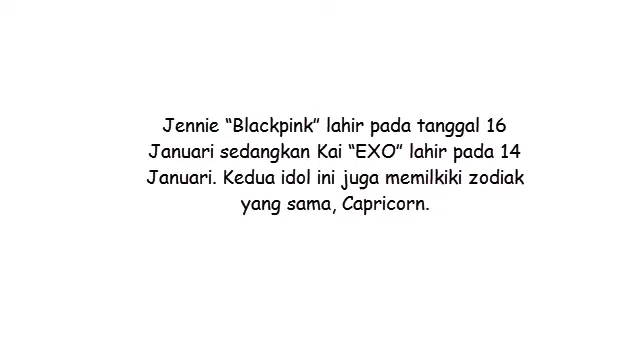 Jennie “Blackpink” lahir pada tanggal 16
Januari sedangkan Kai “EXO” lahir pada 14
Januari. Kedua idol ini juga memilkiki zodiak
yang sama, Capricorn.